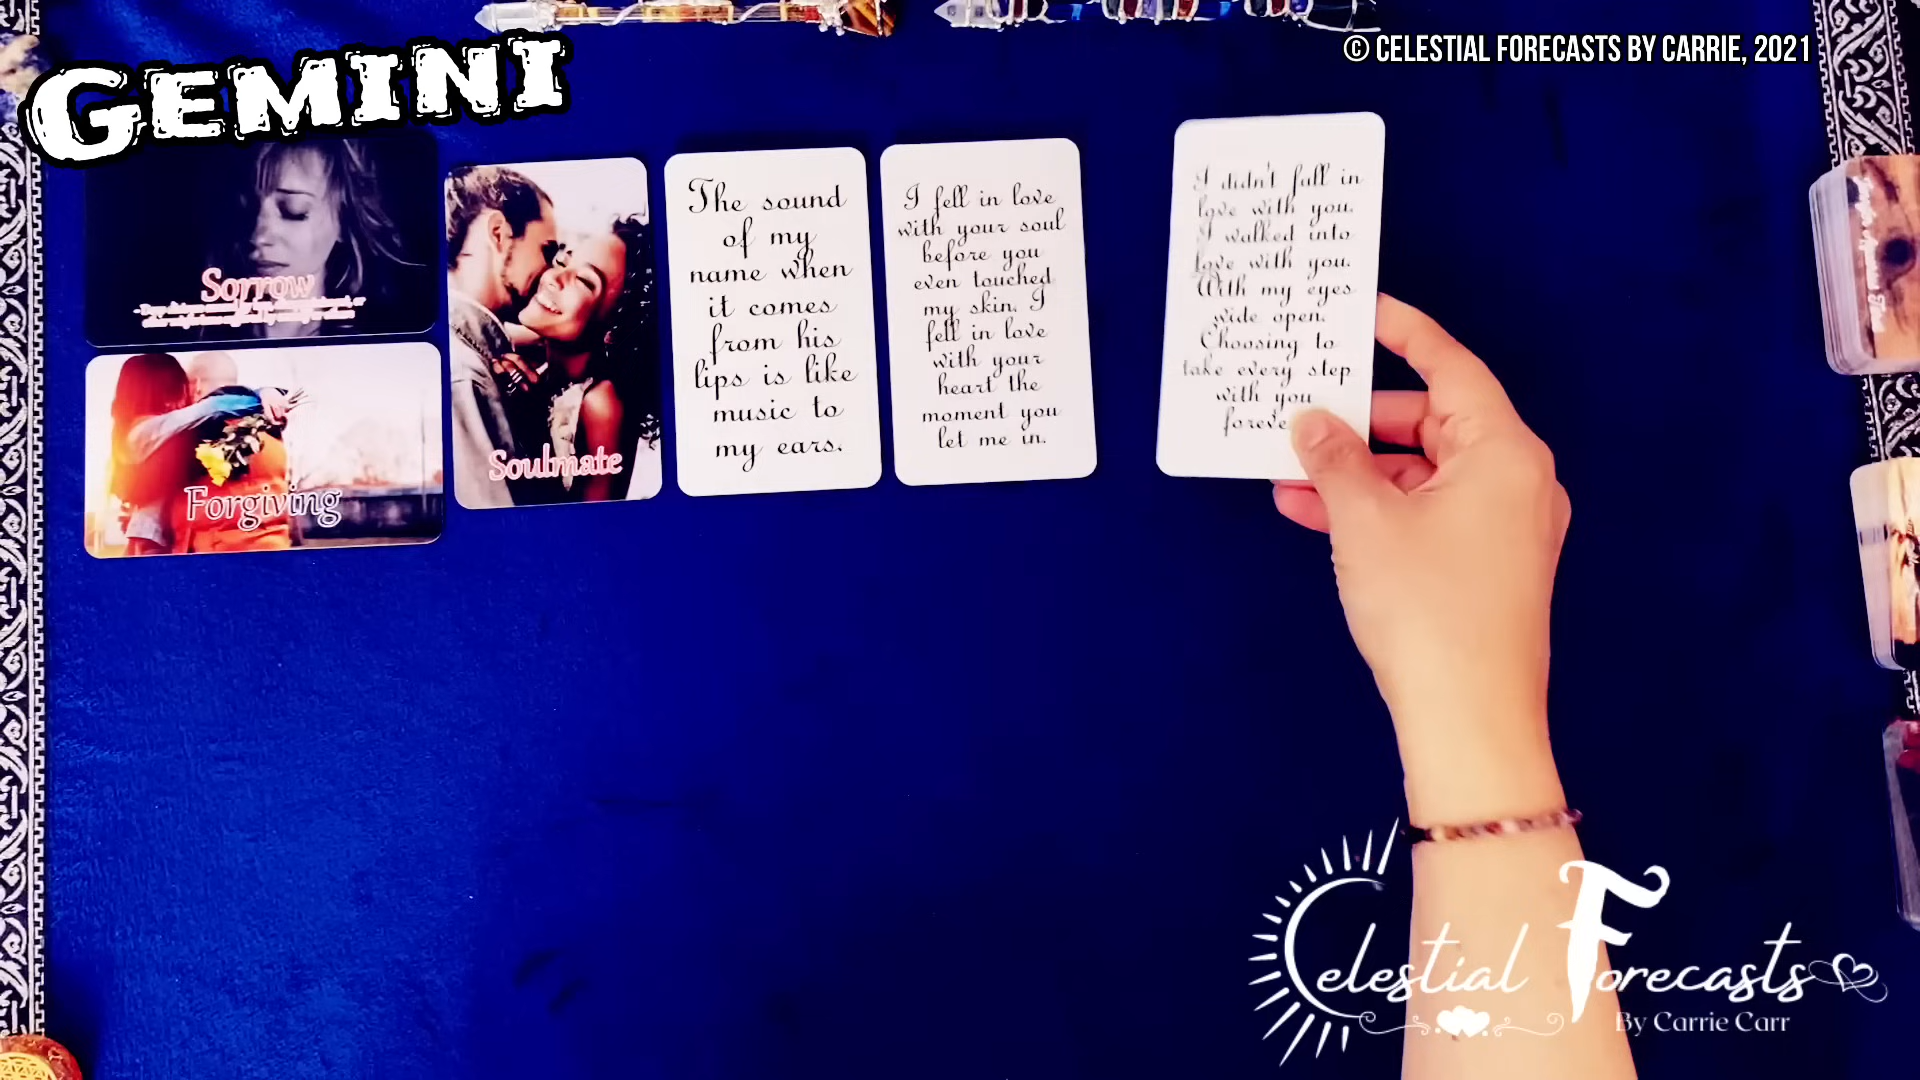 GEMINI
© CELESTIAL FORECASTS BY CARRIE, 2021
Sorrow
Forgiving
Soulmate
The sound
of my
name when
it comes
from his
lips is like
music to
my ears.
I fell in love
with your soul
before you
even touched
my skin. I
fell in love
with your
heart the
moment you
let me in.
I didn't fall in
love with you.
I walked into
love with you.
With my eyes
wide open.
Choosing to
take every step
with you
foreve
Celestial Forecasts
By Carrie Carr